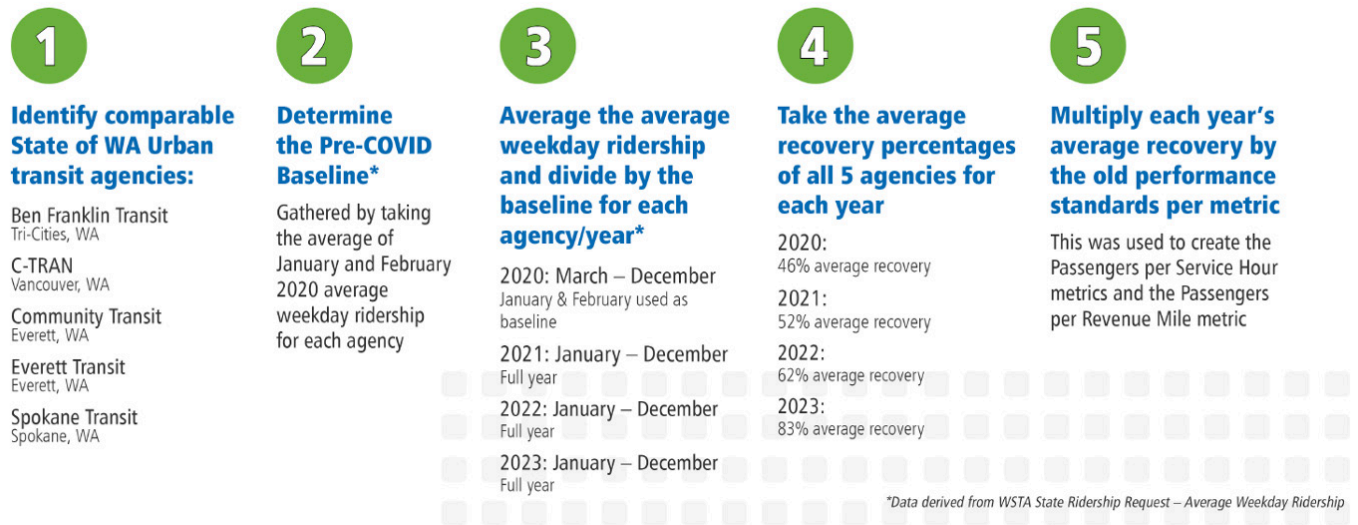 1
Identify comparable
State of WA Urban
transit agencies:
Ben Franklin Transit
Tri-Cities, WA
C-TRAN
Vancouver, WA
Community Transit
Everett, WA
Everett Transit
Everett, WA
Spokane Transit
Spokane, WA
2
Determine
the Pre-COVID
Baseline*
Gathered by taking
the average of
January and February
2020 average
weekday ridership
for each agency
3
Average the average
weekday ridership
and divide by the
baseline for each
agency/year*
2020: March – December
January & February used as
baseline
2021: January – December
Full year
2022: January – December
Full year
2023: January – December
Full year
4
Take the average
recovery percentages
of all 5 agencies for
each year
2020:
46% average recovery
2021:
52% average recovery
2022:
62% average recovery
2023:
83% average recovery
5
Multiply each year's
average recovery by
the old performance
standards per metric
This was used to create the
Passengers per Service Hour
metrics and the Passengers
per Revenue Mile metric
*Data derived from WSTA State Ridership Request – Average Weekday Ridership